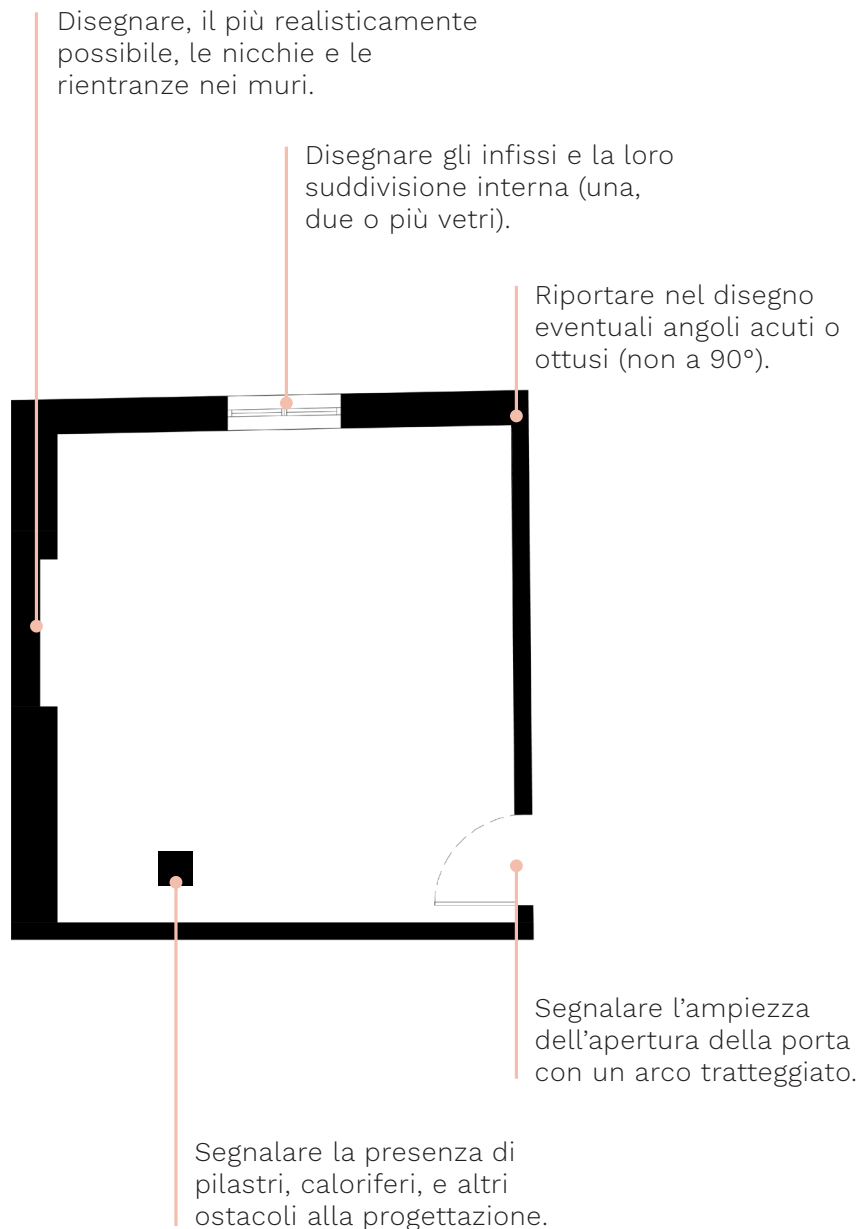 Disegnare, il più realisticamente
possibile, le nicchie e le
rientranze nei muri.
Disegnare gli infissi e la loro
suddivisione interna (una,
due o più vetri).
Riportare nel disegno
eventuali angoli acuti o
ottusi (non a 90°).
Segnalare l’ampiezza
dell’apertura della porta
con un arco tratteggiato.
Segnalare la presenza di
pilastri, caloriferi, e altri
ostacoli alla progettazione.